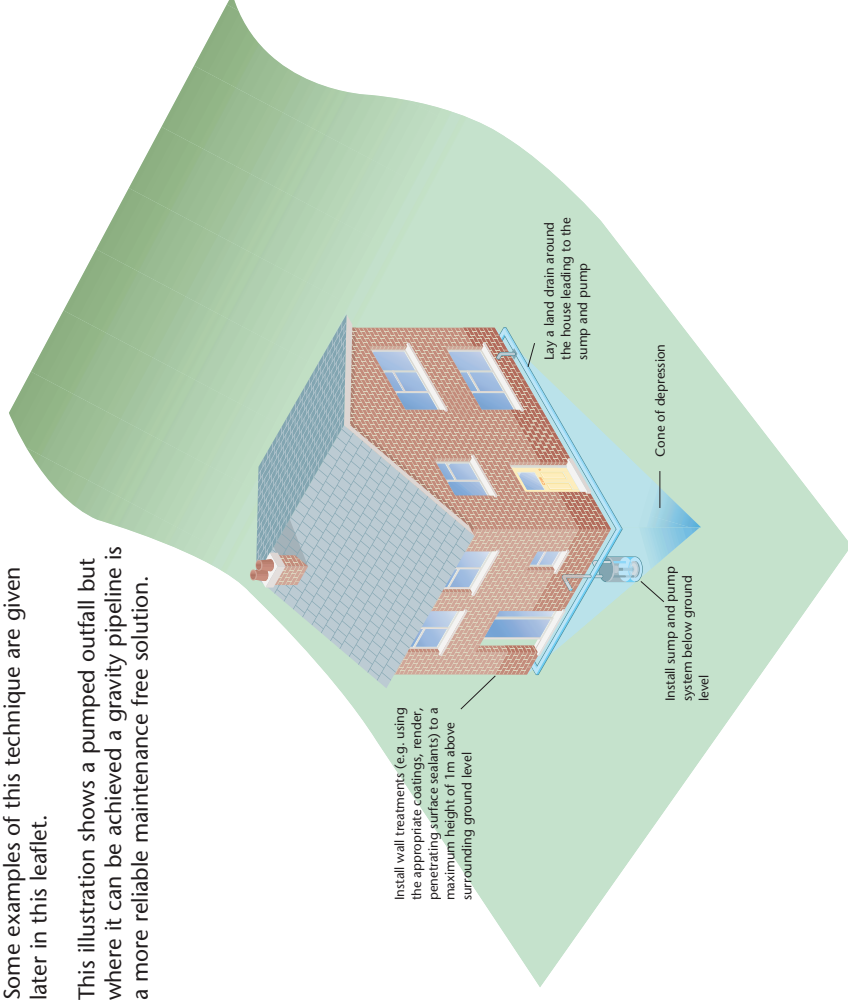 Some examples of this technique are given
later in this leaflet.
This illustration shows a pumped outfall but
where it can be achieved a gravity pipeline is
a more reliable maintenance free solution.
Install wall treatments (e.g. using
the appropriate coatings, render,
penetrating surface sealants) to a
maximum height of 1m above
surrounding ground level
Lay a land drain around
the house leading to the
sump and pump
Cone of depression
Install sump and pump
system below ground
level